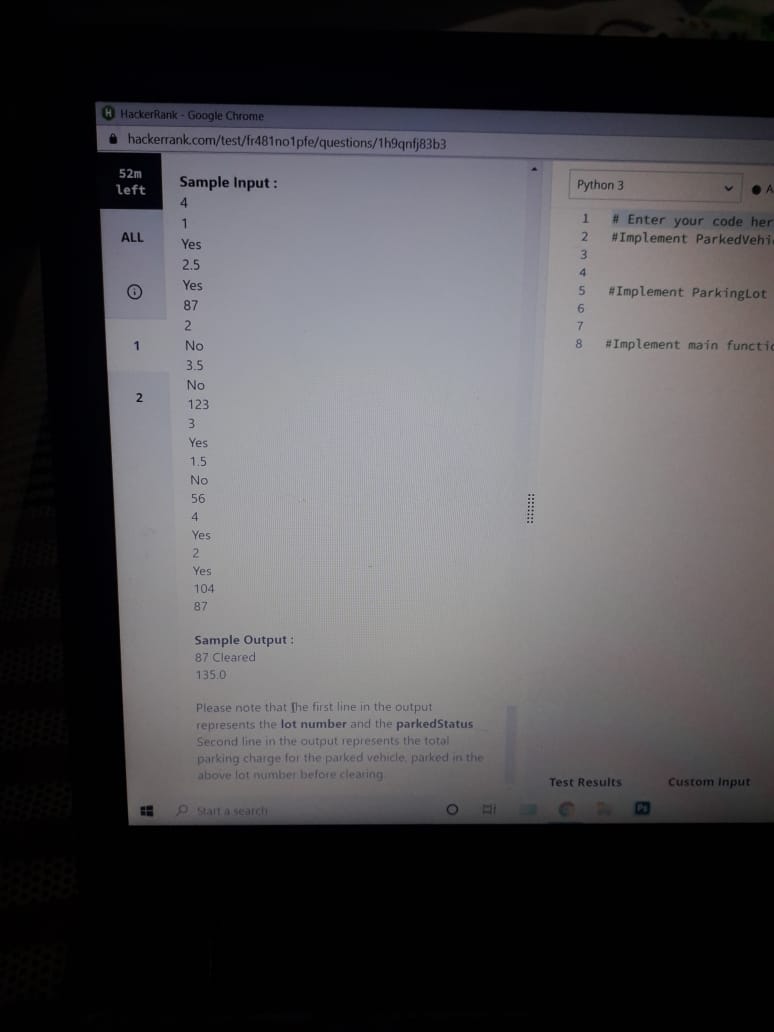 HackerRank - Google Chrome
hackerrank.com/test/fr481no1pfe/questions/1h9qnfj83b3
52m
left
ALL
1
2
Sample Input :
4
1
Yes
2.5
Yes
87
2
No
3.5
No
123
3
Yes
1.5
No
56
4
Yes
2
Yes
104
87
Sample Output :
87 Cleared
135.0
Please note that the first line in the output
represents the lot number and the parkedStatus
Second line in the output represents the total
parking charge for the parked vehicle, parked in the
above lot number before clearing
Python 3
A
1 # Enter your code her
2 #Implement ParkedVehi
3
4
5 #Implement ParkingLot
6
7
8 #Implement main functi
Test Results
Custom Input
Start a search
Ps